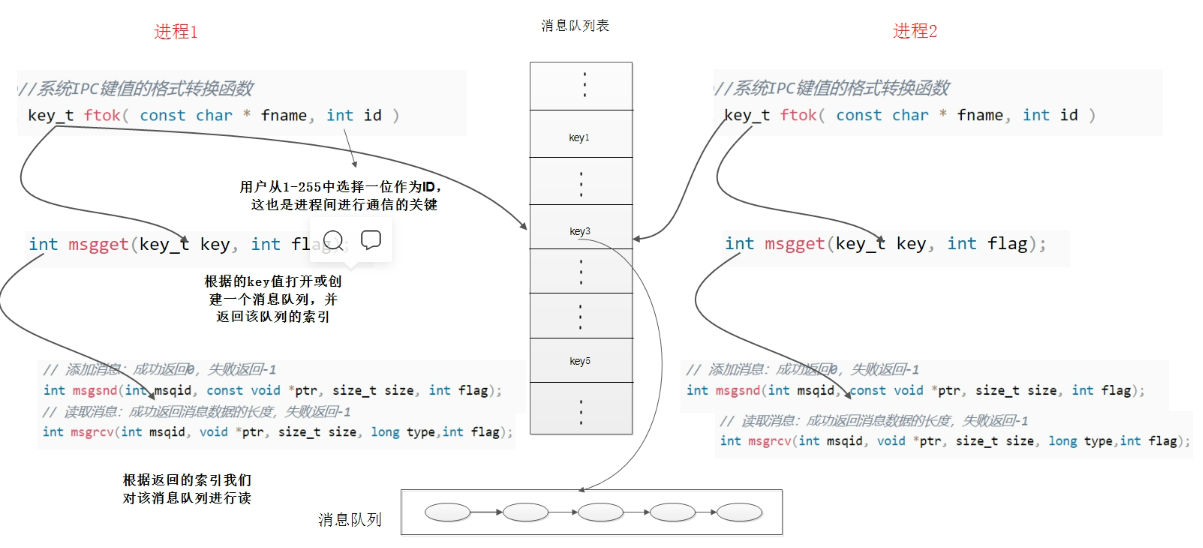 进程1
消息队列表
进程2
//系统IPC键值的格式转换函数
key_t ftok( const char * fname, int id )
用户从1-255中选择一位作为ID，
这也是进程间进行通信的关键
int msgget(key_t key, int flag);
根据的key值打开或创
建一个消息队列，并
返回该队列的索引
// 添加消息：成功返回0，失败返回-1
int msgsnd(int msqid, const void *ptr, size_t size, int flag);
// 读取消息：成功返回消息数据的长度，失败返回-1
int msgrcv(int msqid, void *ptr, size_t size, long type,int flag);
根据返回的索引我们
对该消息队列进行读
key1
key3
key5
消息队列
//系统IPC键值的格式转换函数
key_t ftok( const char * fname, int id )
int msgget(key_t key, int flag);
// 添加消息：成功返回0，失败返回-1
int msgsnd(int msqid, const void *ptr, size_t size, int flag);
// 读取消息：成功返回消息数据的长度，失败返回-1
int msgrcv(int msqid, void *ptr, size_t size, long type,int flag);